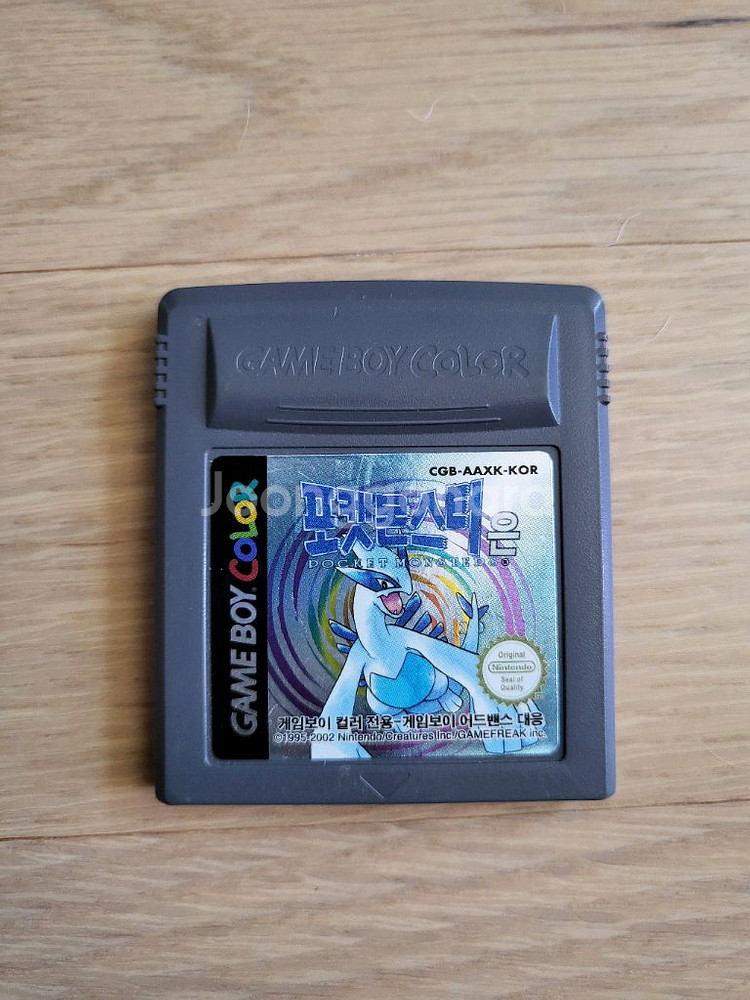 GAME BOY COLOR
CGB-AAXK-KOR
포켓몬스터 은
POCKET MONSTERS®
GAME BOY COLOR
Original
Nintendo
Seal of
Quality
게임보이 컬러 전용-게임보이 어드밴스 대응
©1995,2002 Nintendo/Creatures inc./GAMEFREAK inc.
Joonggonara